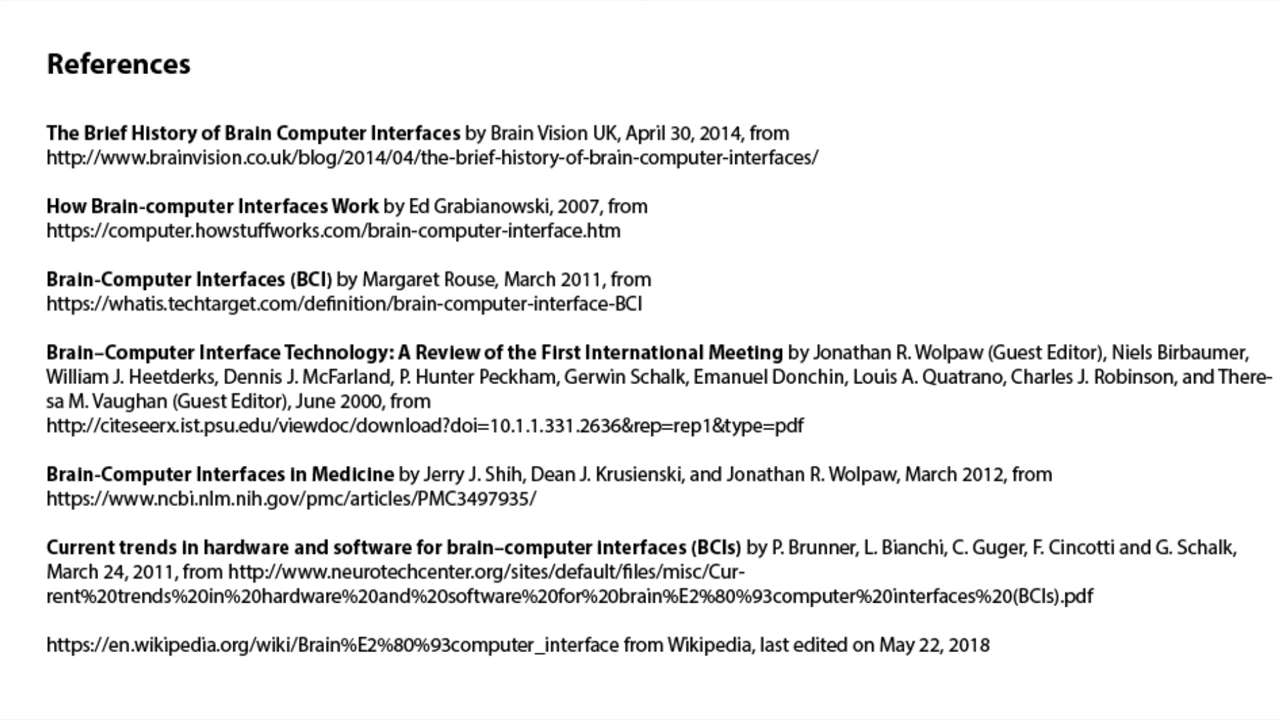 References
The Brief History of Brain Computer Interfaces by Brain Vision UK, April 30, 2014, from
http://www.brainvision.co.uk/blog/2014/04/the-brief-history-of-brain-computer-interfaces/
How Brain-computer Interfaces Work by Ed Grabianowski, 2007, from
https://computer.howstuffworks.com/brain-computer-interface.htm
Brain-Computer Interfaces (BCI) by Margaret Rouse, March 2011, from
https://whatis.techtarget.com/definition/brain-computer-interface-BCI
Brain–Computer Interface Technology: A Review of the First International Meeting by Jonathan R. Wolpaw (Guest Editor), Niels Birbaumer,
William J. Heetderks, Dennis J. McFarland, P. Hunter Peckham, Gerwin Schalk, Emanuel Donchin, Louis A. Quatrano, Charles J. Robinson, and There-
sa M. Vaughan (Guest Editor), June 2000, from
http://citeseerx.ist.psu.edu/viewdoc/download?doi=10.1.1.331.2636&rep=rep1&type=pdf
Brain-Computer Interfaces in Medicine by Jerry J. Shih, Dean J. Krusienski, and Jonathan R. Wolpaw, March 2012, from
https://www.ncbi.nlm.nih.gov/pmc/articles/PMC3497935/
Current trends in hardware and software for brain–computer interfaces (BCIs) by P. Brunner, L. Bianchi, C. Guger, F. Cincotti and G. Schalk,
March 24, 2011, from http://www.neurotechcenter.org/sites/default/files/misc/Cur-
rent%20trends%20in%20hardware%20and%20software%20for%20brain%E2%80%93computer%20interfaces%20(BCIs).pdf
https://en.wikipedia.org/wiki/Brain%E2%80%93computer_interface from Wikipedia, last edited on May 22, 2018